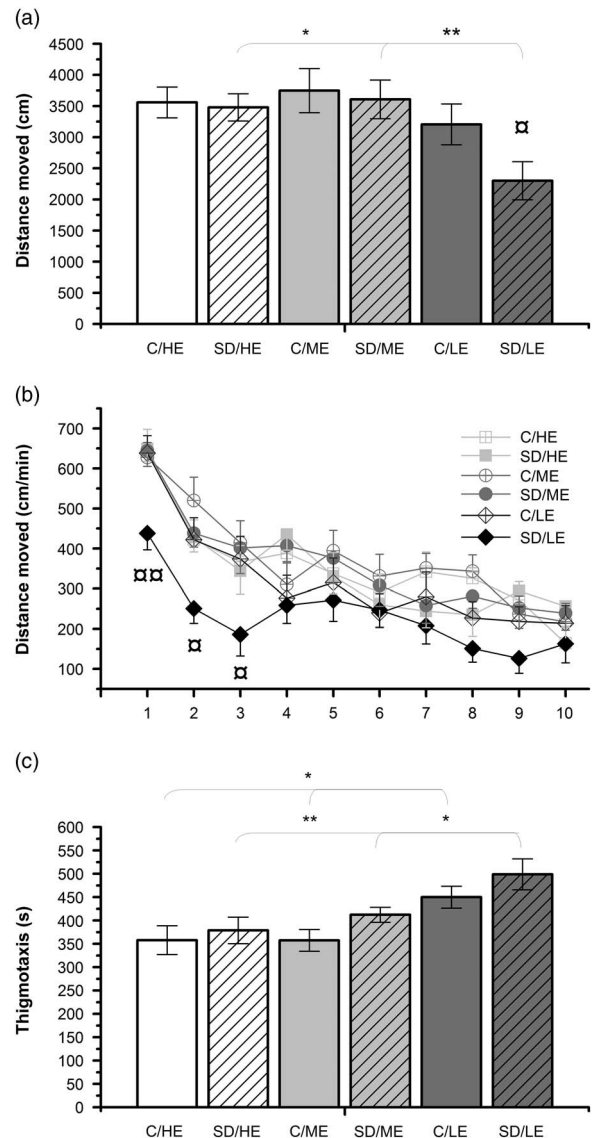 (a)
* **
4500
4000
3500
3000
2500
2000
1500
1000
500
0
Distance moved (cm)
¤
C/HE SD/HE C/ME SD/ME C/LE SD/LE
(b)
700
600
500
400
300
200
100
Distance moved (cm/min)
C/HE
SD/HE
C/ME
SD/ME
C/LE
SD/LE
¤¤
¤
¤
1 2 3 4 5 6 7 8 9 10
(c)
*
** *
600
550
500
450
400
350
300
250
200
150
100
50
0
Thigmotaxis (s)
C/HE SD/HE C/ME SD/ME C/LE SD/LE